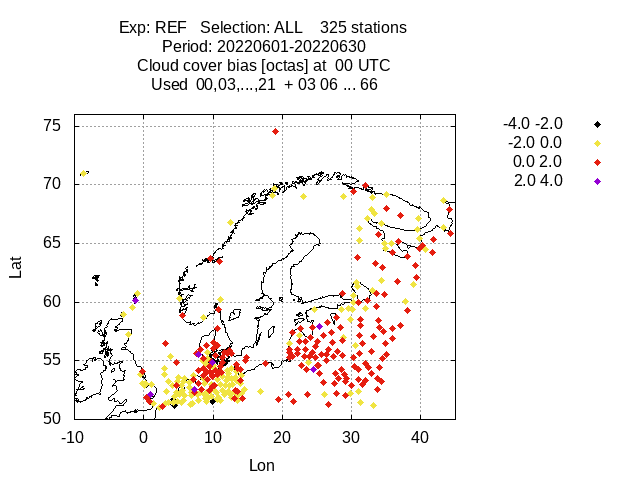 Exp: REF   Selection: ALL    325 stations
Period: 20220601-20220630
Cloud cover bias [octas] at  00 UTC
Used  00,03,...,21  + 03 06 ... 66
-4.0 -2.0
-2.0 0.0
0.0 2.0
2.0 4.0
75
70
65
60
55
50
Lat
-10 0 10 20 30 40
Lon